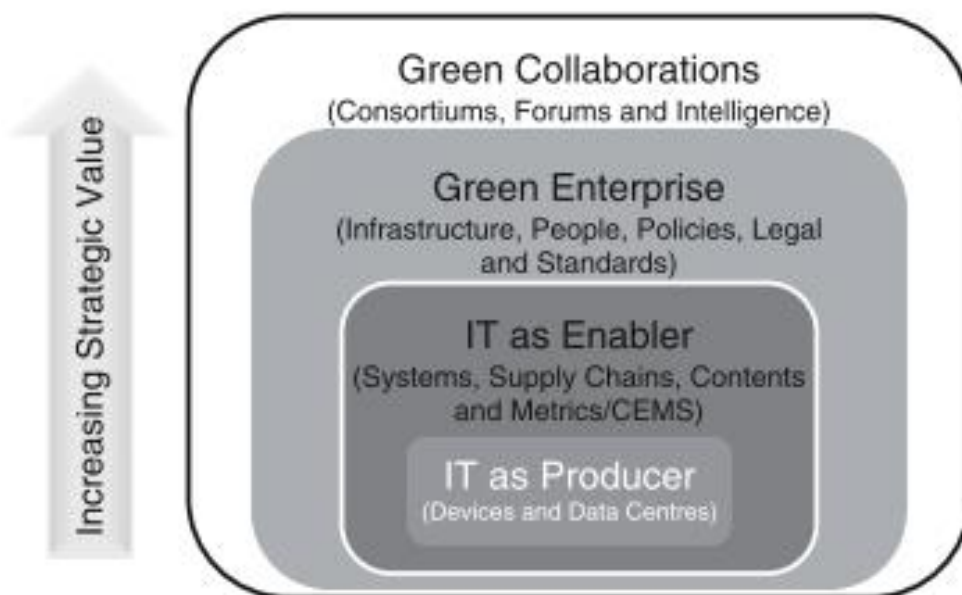 Increasing Strategic Value
Green Collaborations
(Consortiums, Forums and Intelligence)
Green Enterprise
(Infrastructure, People, Policies, Legal
and Standards)
IT as Enabler
(Systems, Supply Chains, Contents
and Metrics/CEMS)
IT as Producer
(Devices and Data Centres)